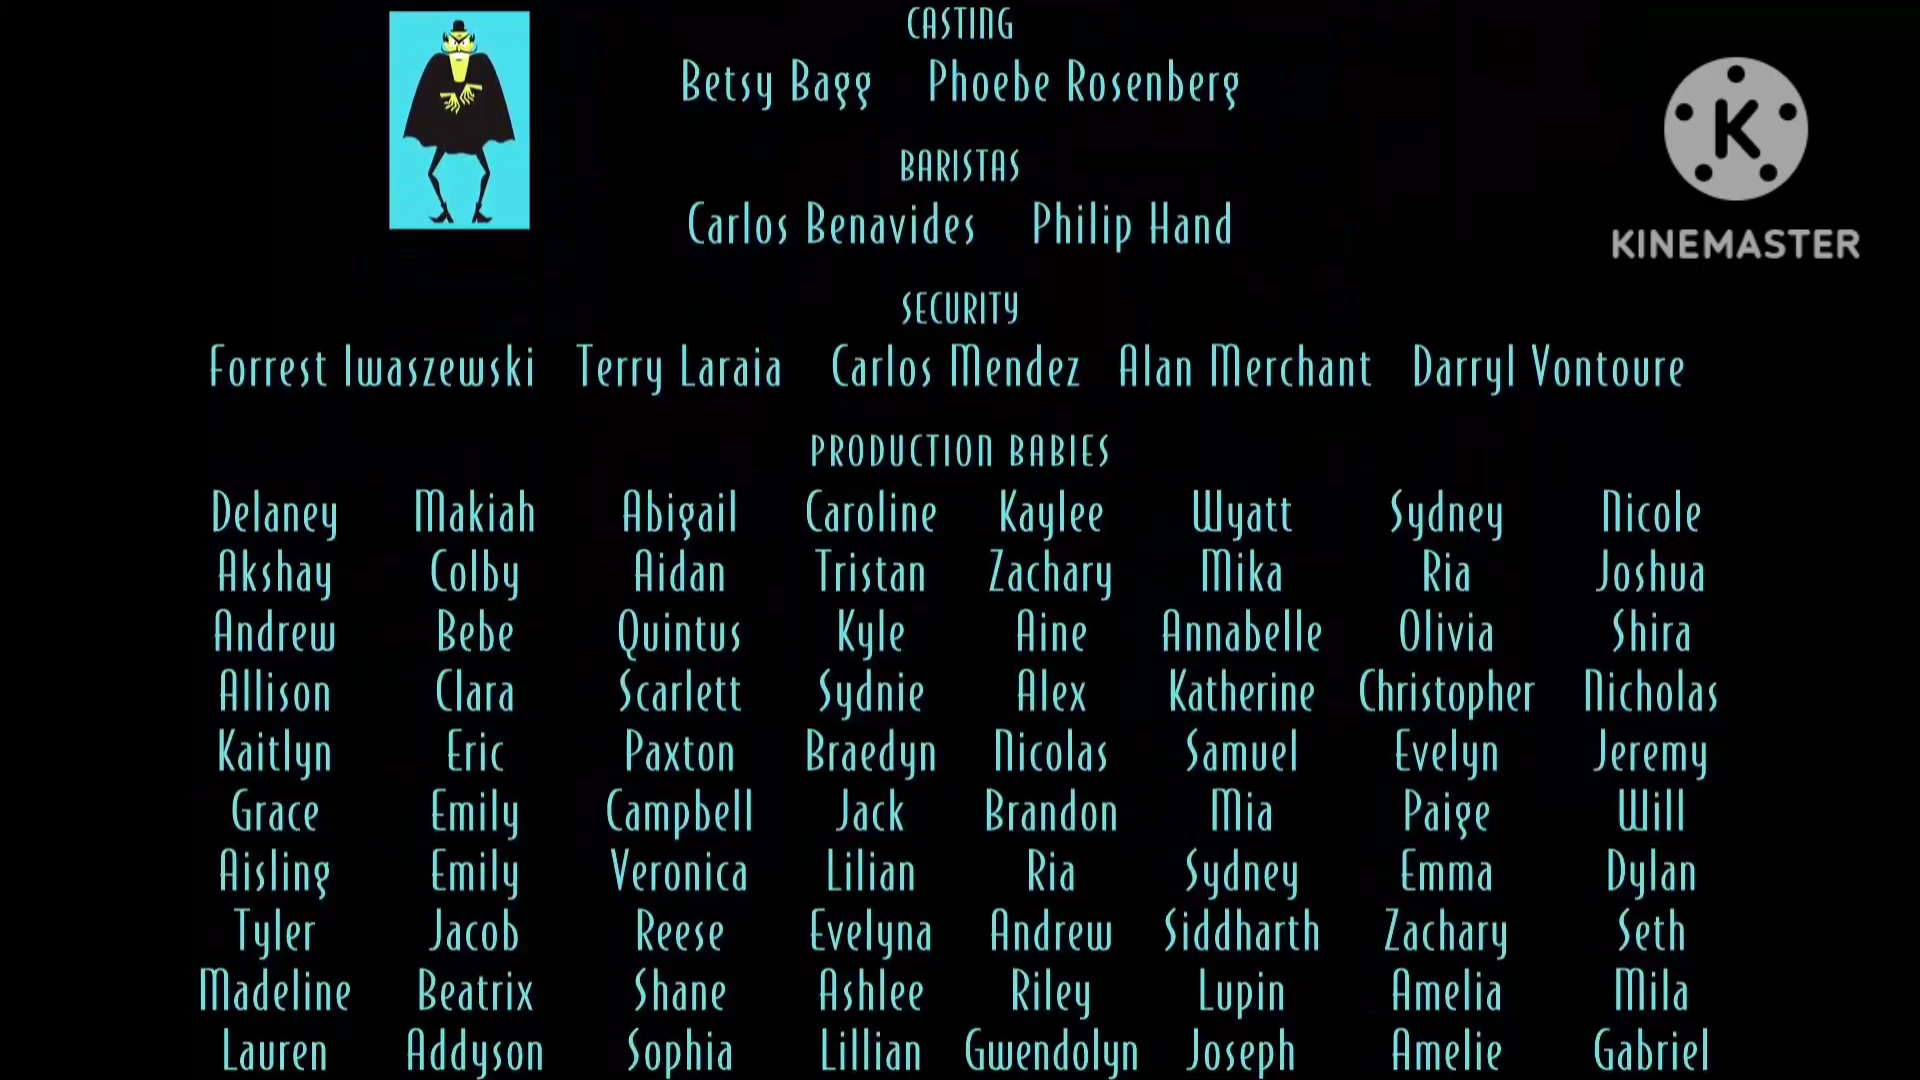 CASTING
Betsy Bagg Phoebe Rosenberg
BARISTAS
Carlos Benavides Philip Hand
K
KINEMASTER
SECURITY
Forrest Iwaszewski Terry Laraia Carlos Mendez Alan Merchant Darryl Vontoure
PRODUCTION BABIES
Delaney Makiah Abigail Caroline Kaylee Wyatt Sydney Nicole
Akshay Colby Aidan Tristan Zachary Mika Ria Joshua
Andrew Bebe Quintus Kyle Aine Annabelle Olivia Shira
Allison Clara Scarlett Sydnie Alex Katherine Christopher Nicholas
Kaitlyn Eric Paxton Braedyn Nicolas Samuel Evelyn Jeremy
Grace Emily Campbell Jack Brandon Mia Paige Will
Aisling Emily Veronica Lilian Ria Sydney Emma Dylan
Tyler Jacob Reese Evelyna Andrew Siddharth Zachary Seth
Madeline Beatrix Shane Ashlee Riley Lupin Amelia Mila
Lauren Addyson Sophia Lillian Gwendolyn Joseph Amelie Gabriel